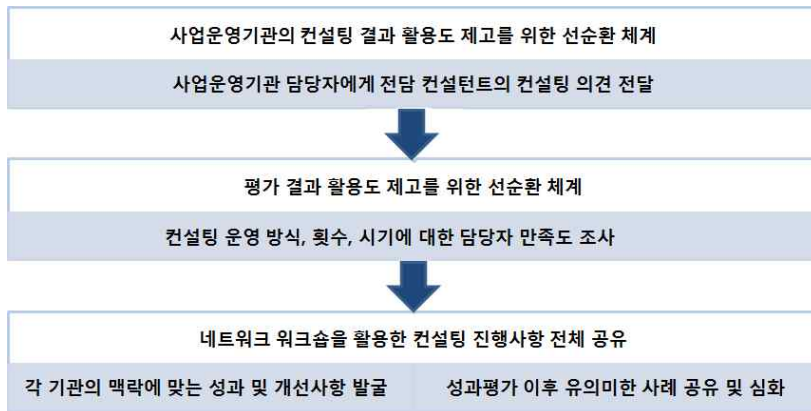 사업운영기관의 컨설팅 결과 활용도 제고를 위한 선순환 체계
사업운영기관 담당자에게 전담 컨설턴트의 컨설팅 의견 전달
평가 결과 활용도 제고를 위한 선순환 체계
컨설팅 운영 방식, 횟수, 시기에 대한 담당자 만족도 조사
네트워크 워크숍을 활용한 컨설팅 진행사항 전체 공유
각 기관의 맥락에 맞는 성과 및 개선사항 발굴
성과평가 이후 유의미한 사례 공유 및 심화